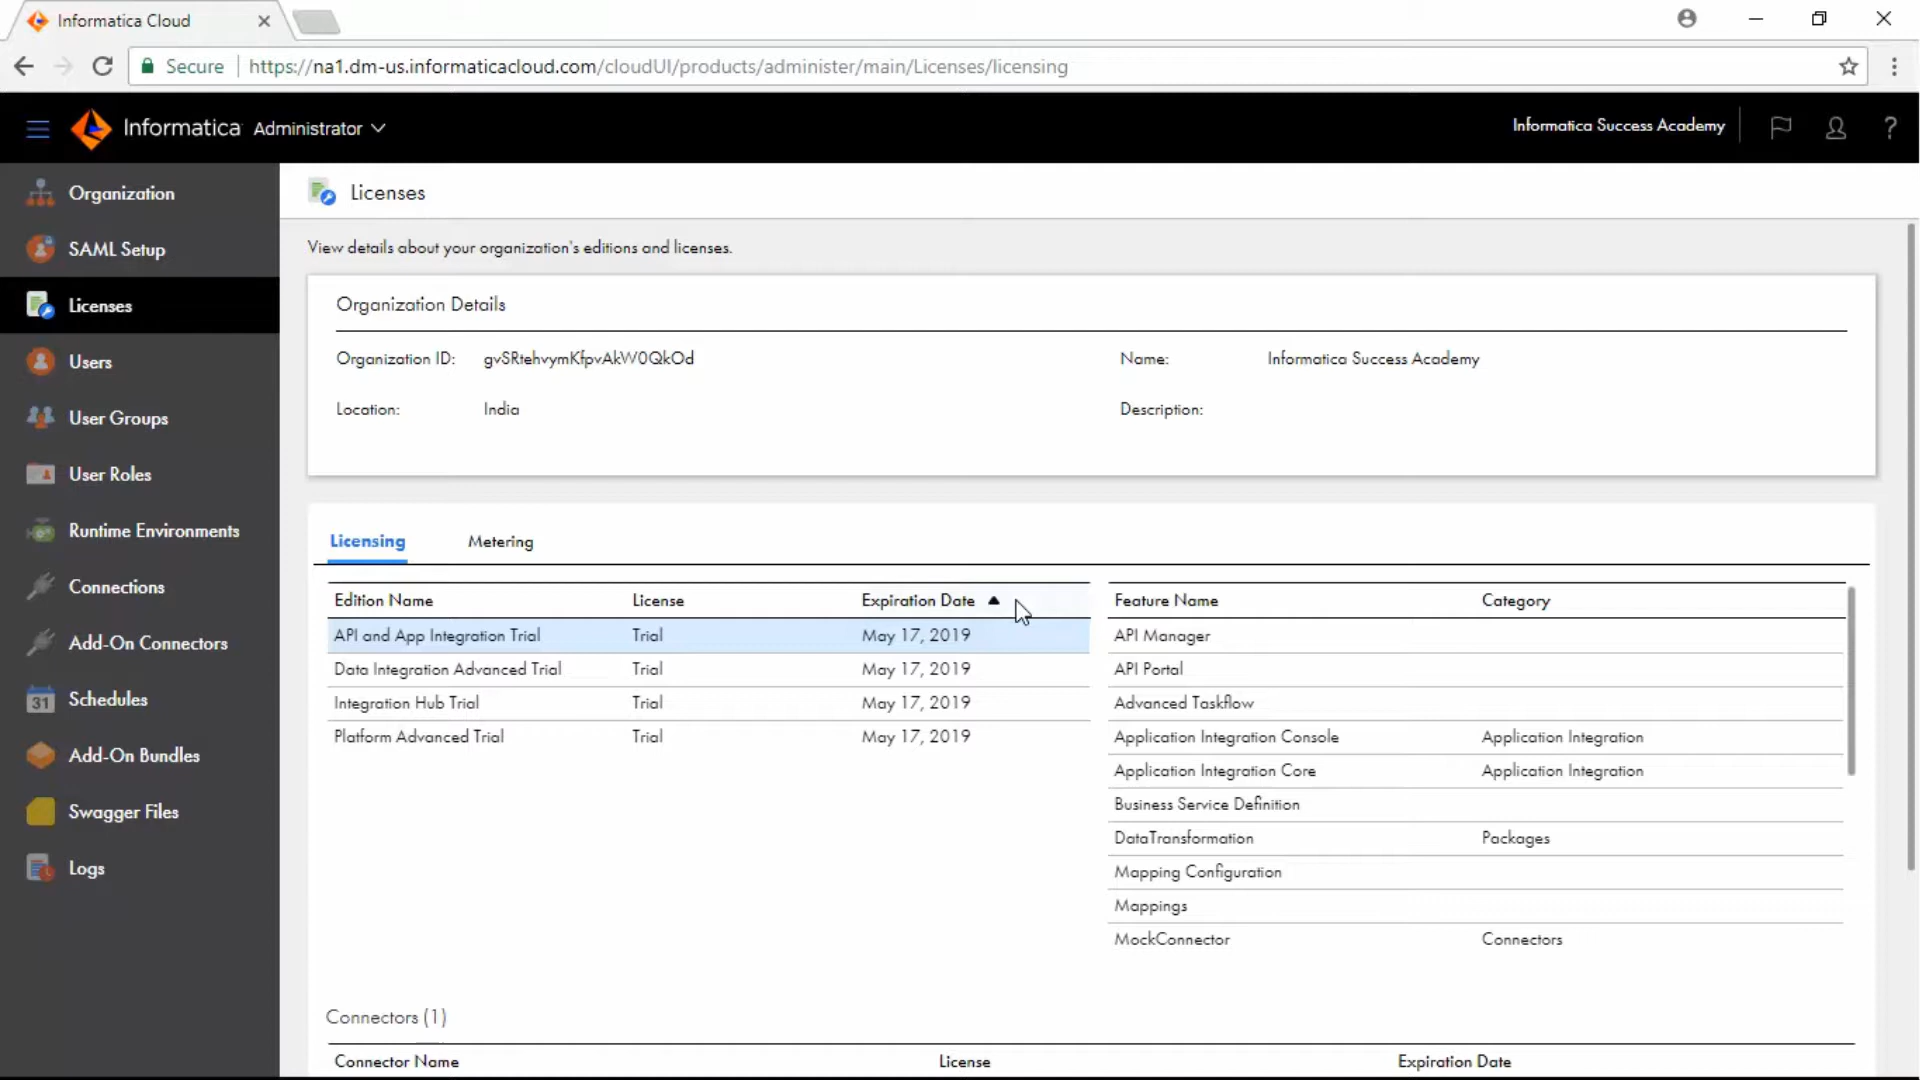 Informatica Cloud
Secure https://na1.dm-us.informaticacloud.com/cloudUI/products/administer/main/Licenses/licensing
Informatica Administrator
Informatica Success Academy
?
Organization
SAML Setup
Licenses
Users
User Groups
User Roles
Runtime Environments
Connections
Add-On Connectors
31 Schedules
Add-On Bundles
Swagger Files
Logs
Licenses
View details about your organization's editions and licenses.
Organization Details
Organization ID: gvSRtehvymKfpvAkW0QkOd Name: Informatica Success Academy
Location: India Description:
Licensing Metering
Edition Name License Expiration Date
API and App Integration Trial Trial May 17, 2019
Data Integration Advanced Trial Trial May 17, 2019
Integration Hub Trial Trial May 17, 2019
Platform Advanced Trial Trial May 17, 2019
Feature Name Category
API Manager
API Portal
Advanced Taskflow
Application Integration Console Application Integration
Application Integration Core Application Integration
Business Service Definition
DataTransformation Packages
Mapping Configuration
Mappings
MockConnector Connectors
Connectors (1)
Connector Name License Expiration Date